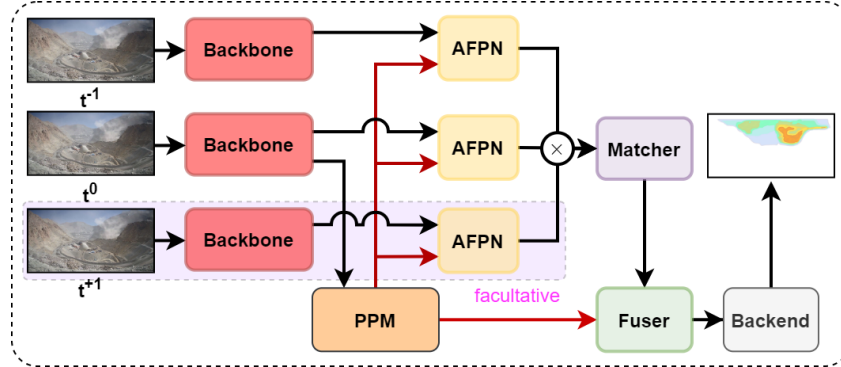 Backbone
AFPN
t-1
Backbone
AFPN
×
Matcher
t0
Backbone
AFPN
t+1
PPM
facultative
Fuser
Backend